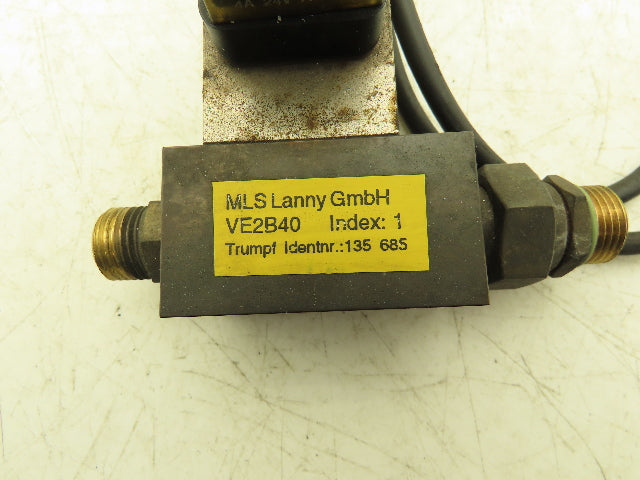 MLS Lanny GmbH
VE2B40 Index: 1
Trumpf Identnr.:135 685